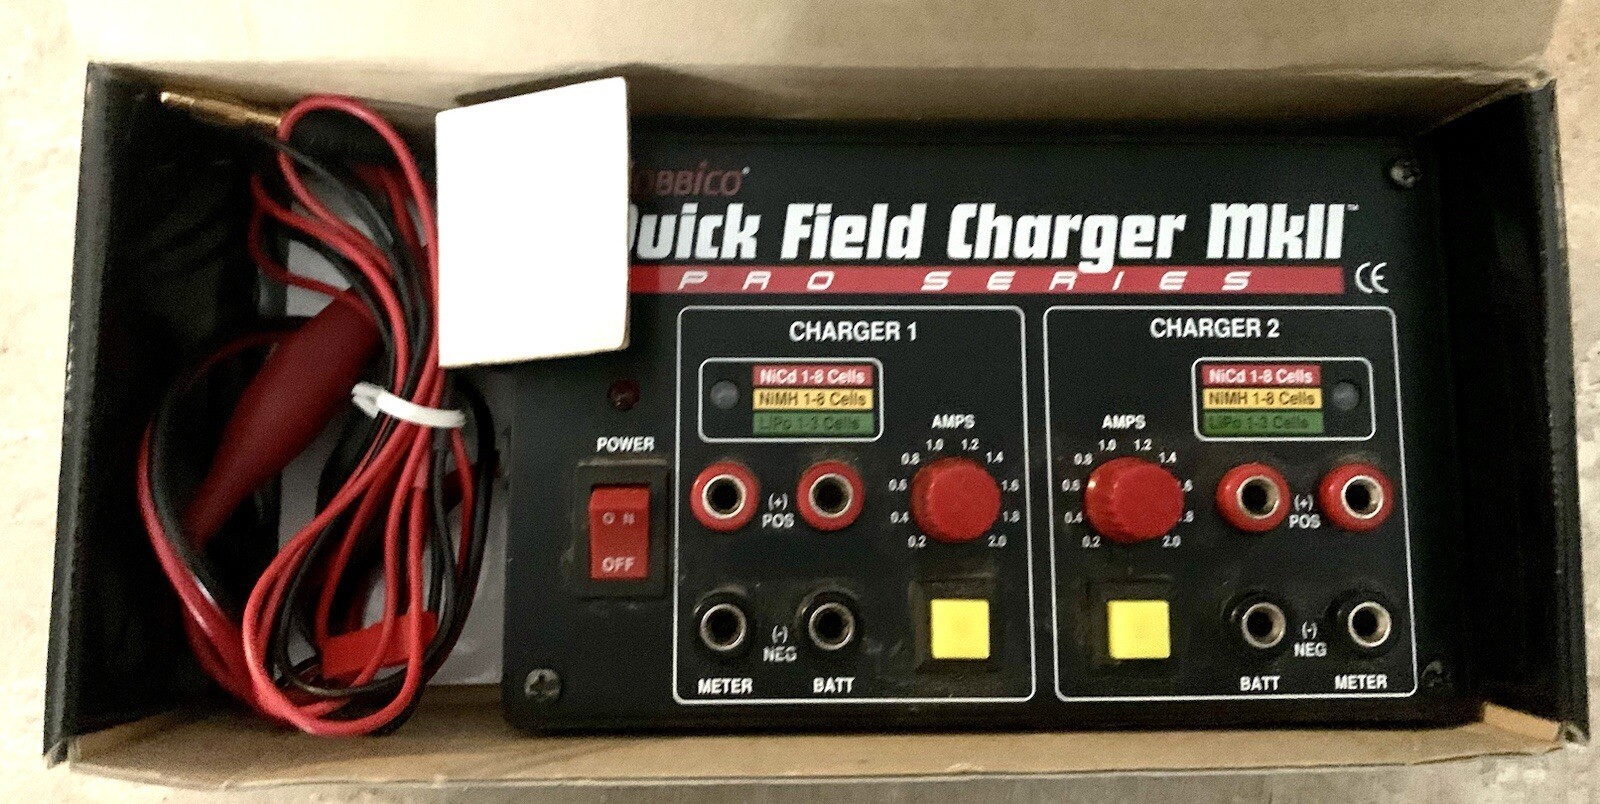 obbico
Quick Field Charger MkII™
PRO SERIES CE
CHARGER 1
NiCd 1-8 Cells
NiMH 1-8 Cells
LiPo 1-3 Cells
AMPS
0.2 0.4 0.6 0.8 1.0 1.2 1.4 1.6 1.8 2.0
(+)
POS
(-)
NEG
METER BATT
CHARGER 2
NiCd 1-8 Cells
NiMH 1-8 Cells
LiPo 1-3 Cells
AMPS
0.2 0.4 0.6 0.8 1.0 1.2 1.4 .6 .8 2.0
(+)
POS
(-)
NEG
BATT METER
POWER
ON
OFF